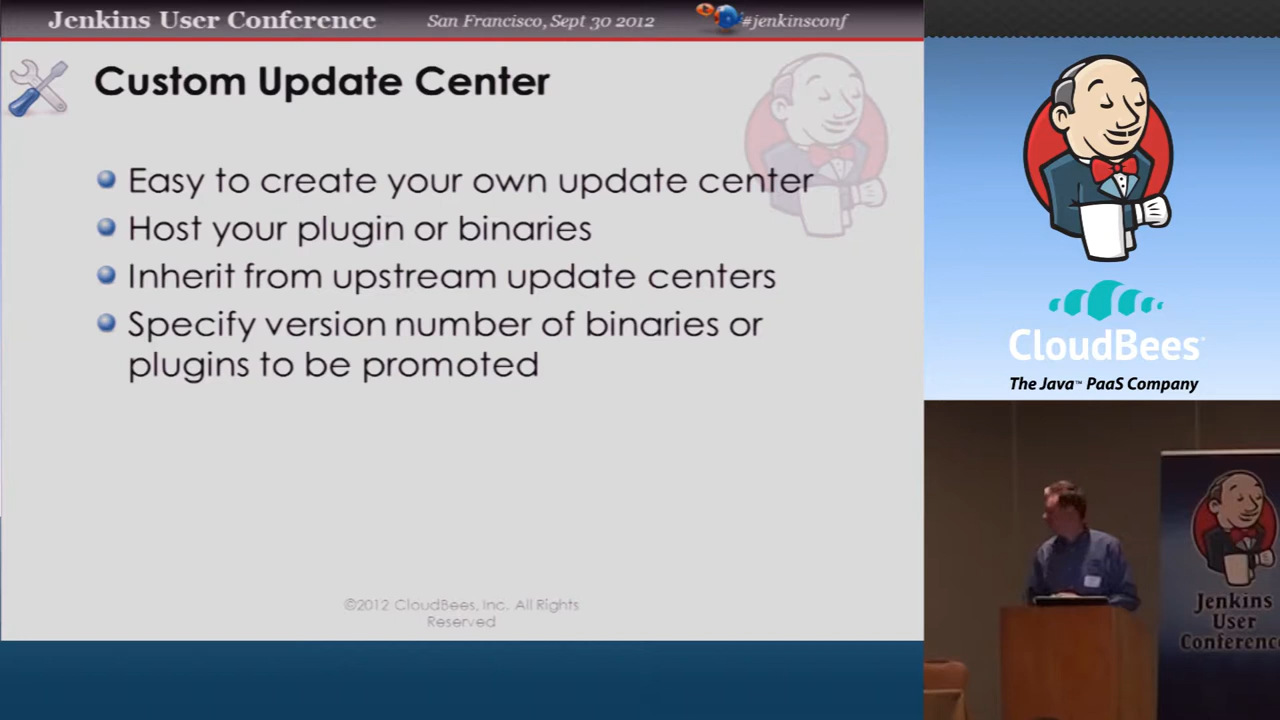 Jenkins User Conference San Francisco, Sept 30 2012 #jenkinsconf
Custom Update Center
Easy to create your own update center
Host your plugin or binaries
Inherit from upstream update centers
Specify version number of binaries or
plugins to be promoted
©2012 CloudBees, Inc. All Rights
Reserved
CloudBees
The Java™ PaaS Company
Jenkins
User
Conference